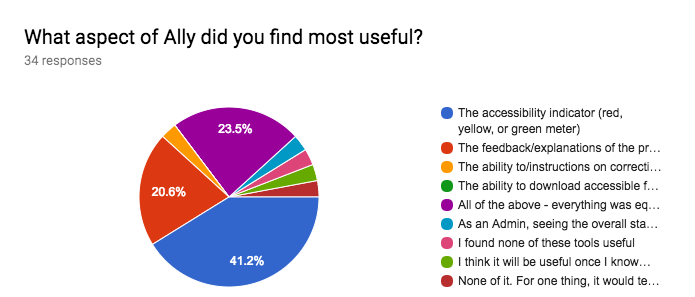 What aspect of Ally did you find most useful?
34 responses
The accessibility indicator (red,
yellow, or green meter)
The feedback/explanations of the pr…
The ability to/instructions on correcti…
The ability to download accessible f…
All of the above - everything was eq…
As an Admin, seeing the overall sta…
I found none of these tools useful
I think it will be useful once I know…
None of it. For one thing, it would te…
23.5%
20.6%
41.2%